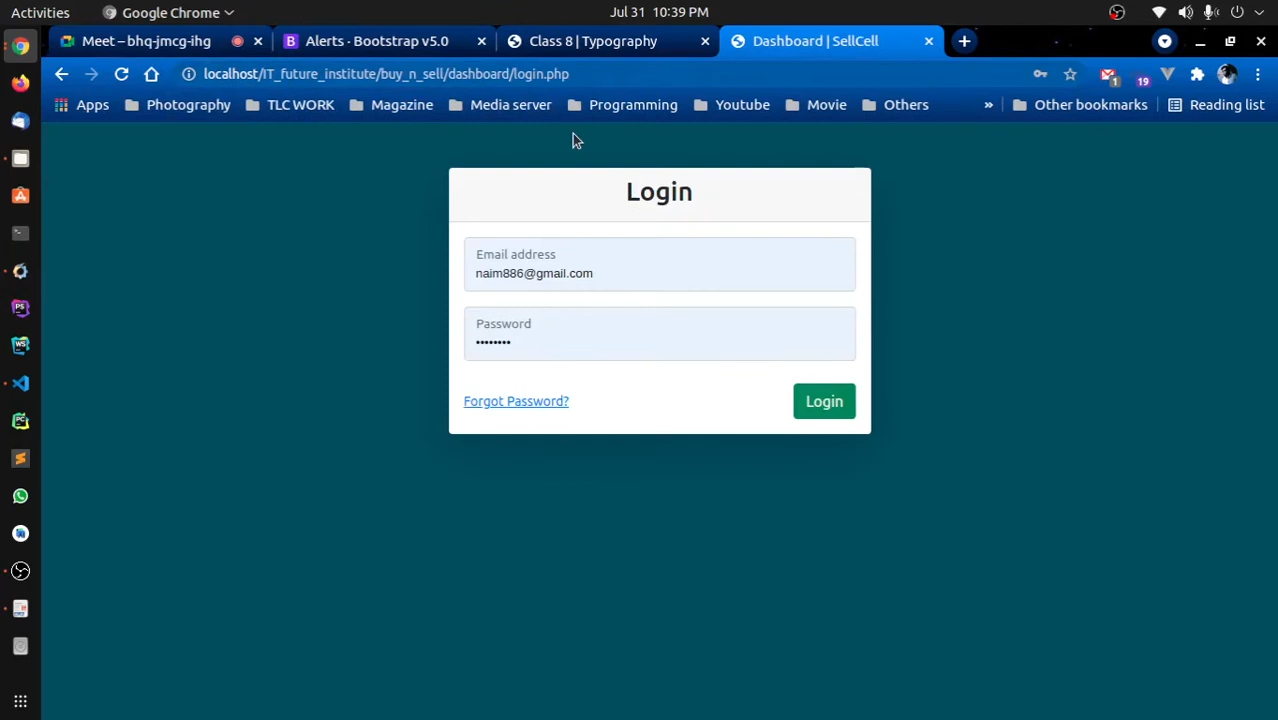 Activities Google Chrome Jul 31 10:39 PM
Meet – bhq-jmcg-ihg Alerts · Bootstrap v5.0 Class 8 | Typography Dashboard | SellCell
localhost/IT_future_institute/buy_n_sell/dashboard/login.php 1 19
Apps Photography TLC WORK Magazine Media server Programming Youtube Movie Others » Other bookmarks Reading list
Login
Email address
naim886@gmail.com
Password
••••••••
Forgot Password? Login